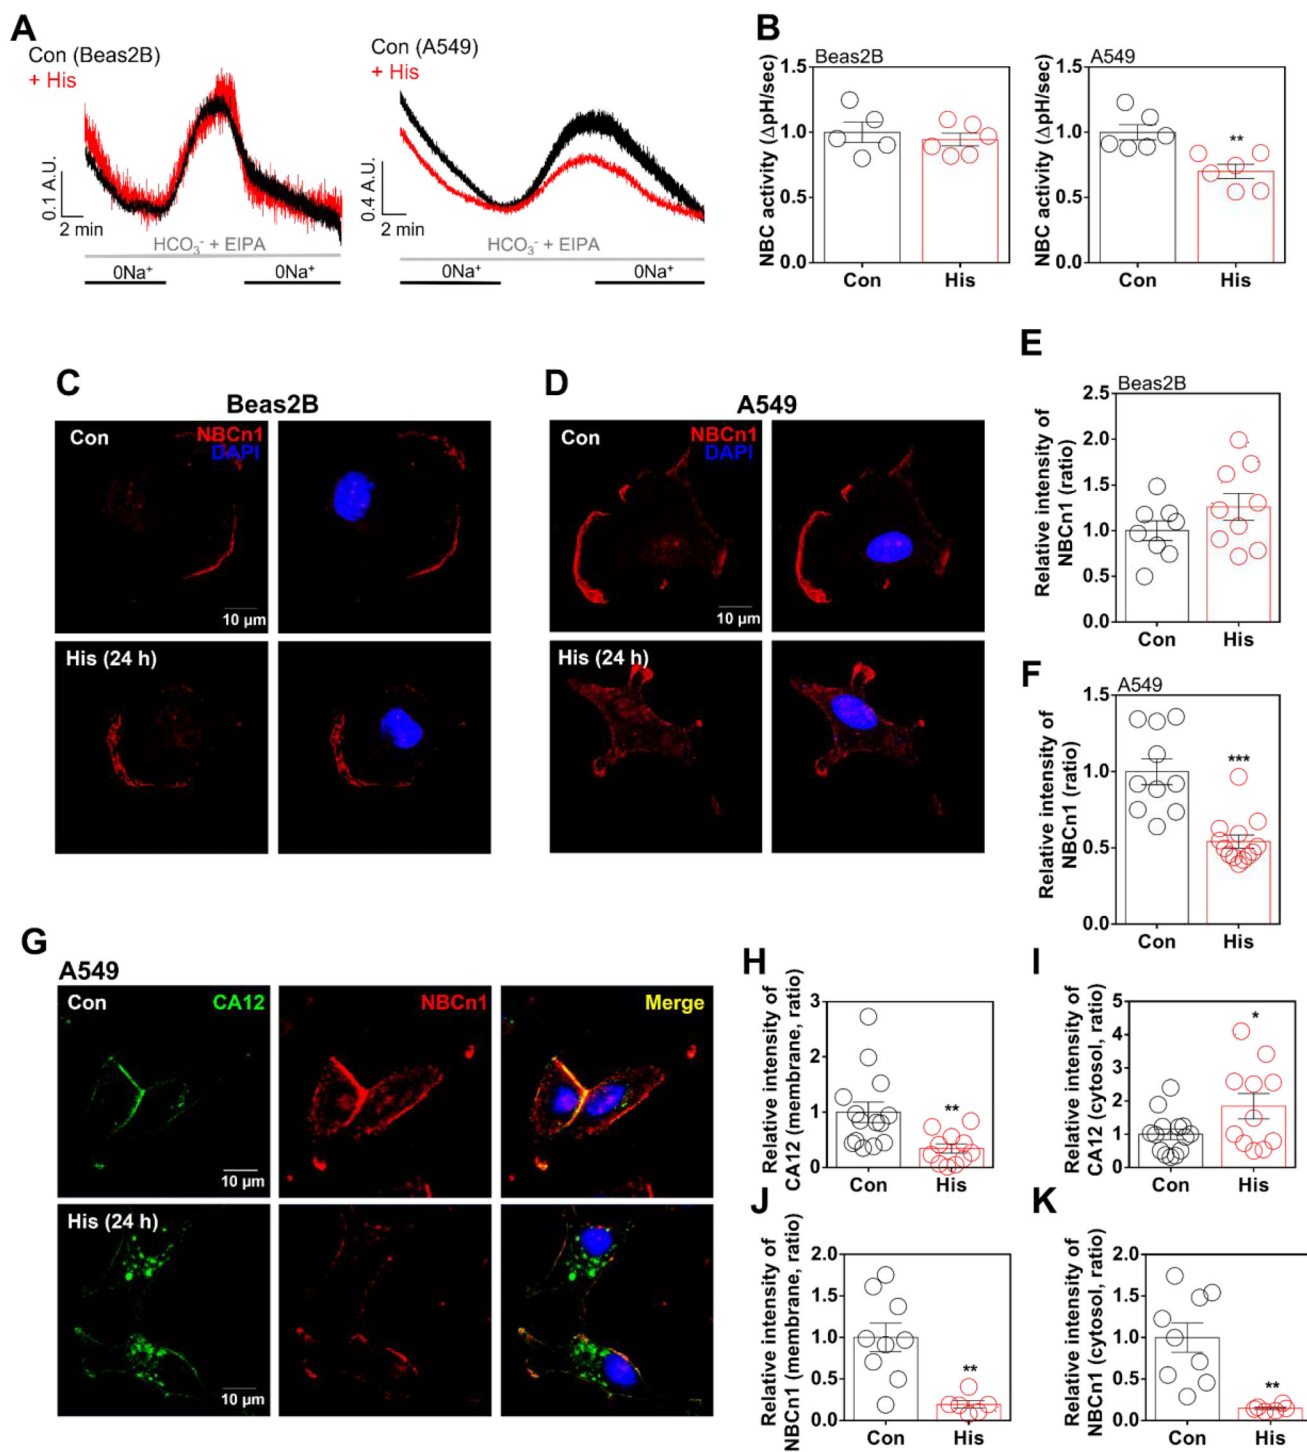 A
Con (Beas2B)
+ His
0.1 A.U.
2 min
HCO₃⁻ + EIPA
0Na⁺
0Na⁺
Con (A549)
+ His
0.4 A.U.
2 min
HCO₃⁻ + EIPA
0Na⁺
0Na⁺
B
Beas2B
NBC activity (ΔpH/sec)
1.5
1.0
0.5
0.0
Con
His
A549
NBC activity (ΔpH/sec)
1.5
1.0
0.5
0.0
**
Con
His
C
Beas2B
Con
NBCn1
DAPI
10 μm
His (24 h)
D
A549
Con
NBCn1
DAPI
10 μm
His (24 h)
E
Beas2B
Relative intensity of
NBCn1 (ratio)
2.5
2.0
1.5
1.0
0.5
0.0
Con
His
F
A549
Relative intensity of
NBCn1 (ratio)
1.5
1.0
0.5
0.0
***
Con
His
G
A549
Con
CA12
NBCn1
Merge
10 μm
His (24 h)
10 μm
H
Relative intensity of
CA12 (membrane, ratio)
3
2
1
0
**
Con
His
I
Relative intensity of
CA12 (cytosol, ratio)
5
4
3
2
1
0
*
Con
His
J
Relative intensity of
NBCn1 (membrane, ratio)
2.0
1.5
1.0
0.5
0.0
**
Con
His
K
Relative intensity of
NBCn1 (cytosol, ratio)
2.0
1.5
1.0
0.5
0.0
**
Con
His